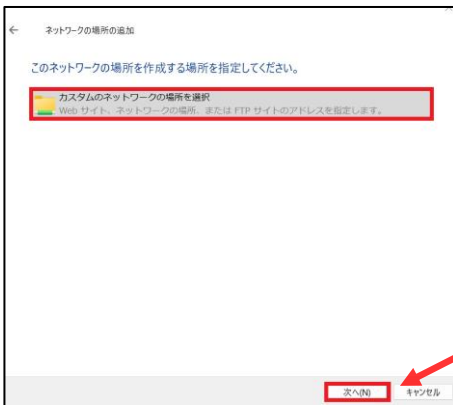 ネットワークの場所の追加
このネットワークの場所を作成する場所を指定してください。
カスタムのネットワークの場所を選択
Web サイト、ネットワークの場所、または FTP サイトのアドレスを指定します。
次へ(N)
キャンセル